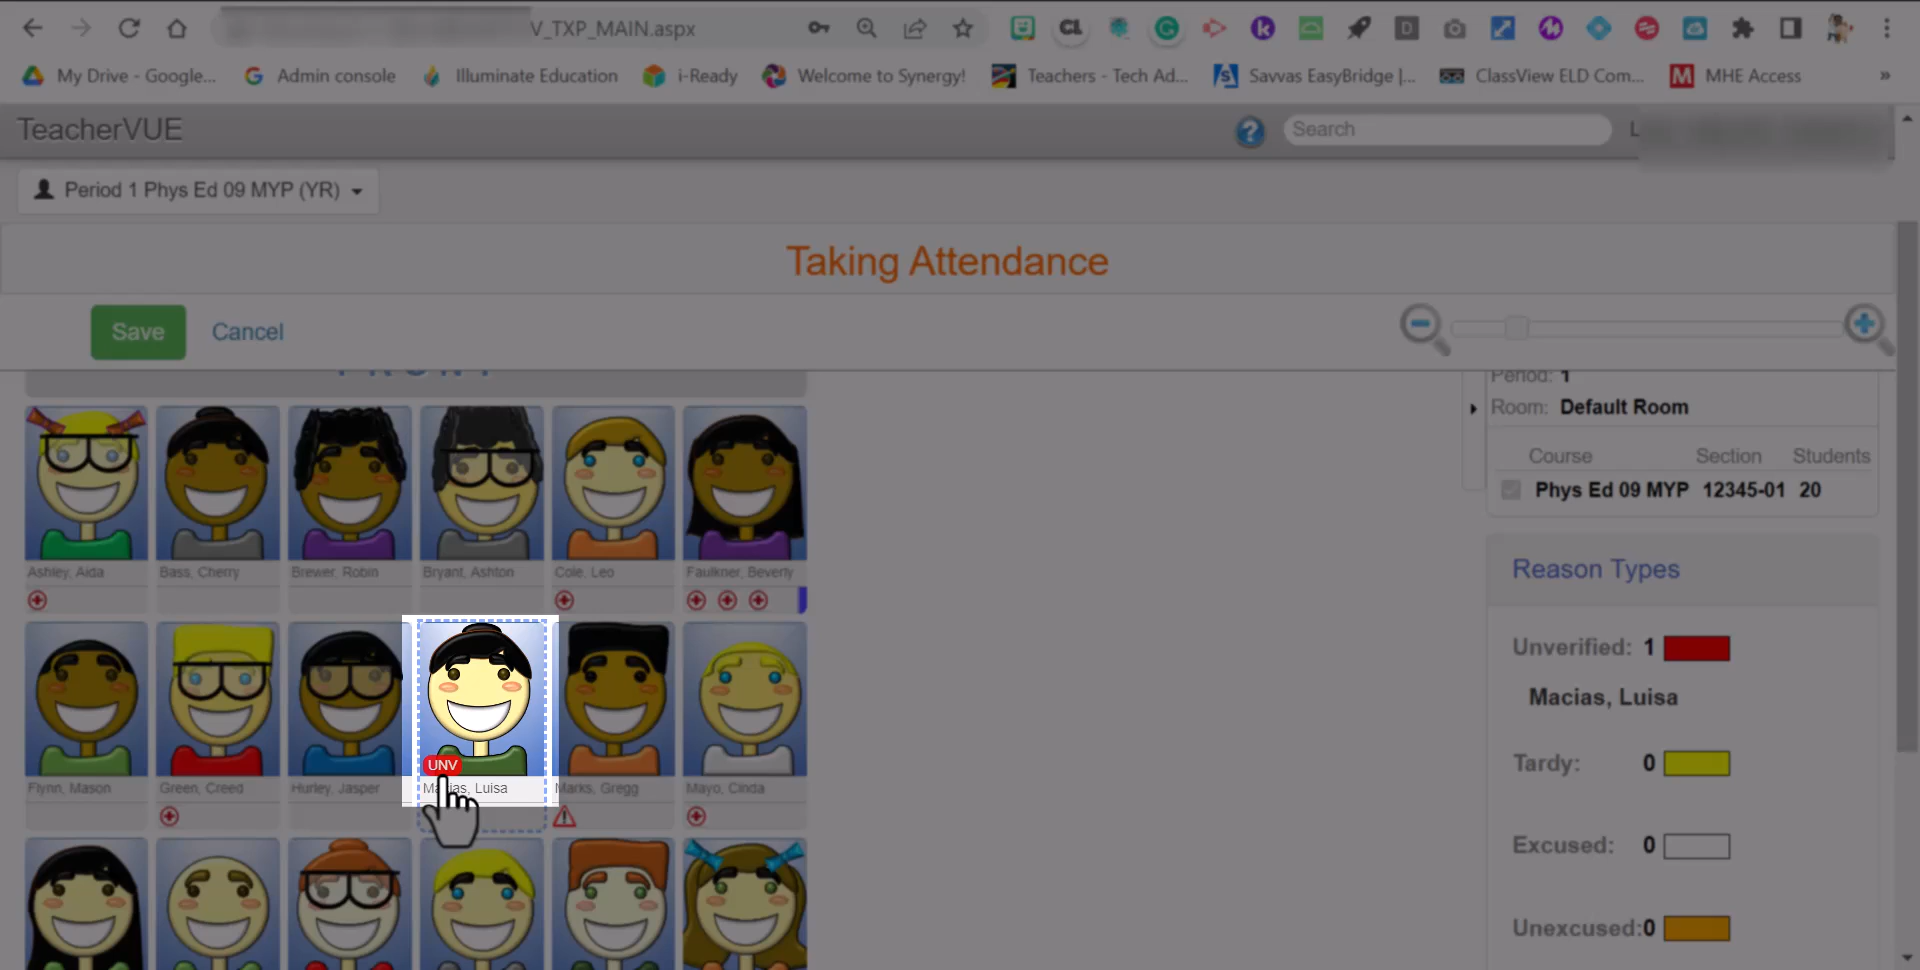 V_TXP_MAIN.aspx
My Drive - Google...
Admin console
Illuminate Education
i-Ready
Welcome to Synergy!
Teachers - Tech Ad...
Savvas EasyBridge |...
ClassView ELD Com...
MHE Access
»
TeacherVUE
Search
L
Period 1 Phys Ed 09 MYP (YR)
Taking Attendance
Save
Cancel
Period: 1
Room: Default Room
Course Section Students
Phys Ed 09 MYP 12345-01 20
Ashley, Aida
Bass, Cherry
Brewer, Robin
Bryant, Ashton
Cole, Leo
Faulkner, Beverly
Reason Types
Unverified: 1
Macias, Luisa
Tardy: 0
Excused: 0
Unexcused: 0
UNV
Flynn, Mason
Green, Creed
Hurley, Jasper
Macias, Luisa
Marks, Gregg
Mayo, Cinda